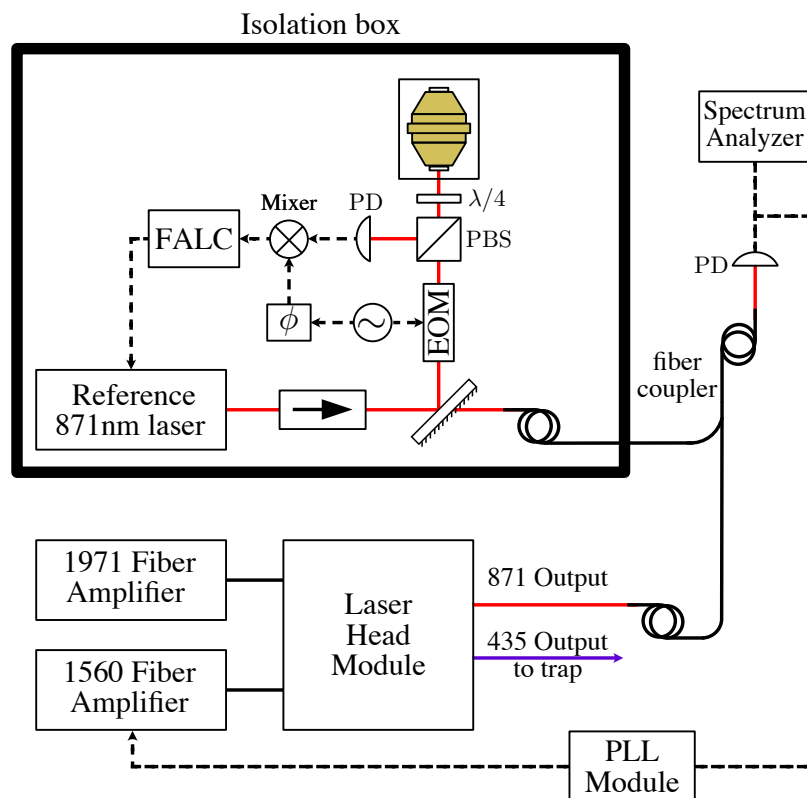 Isolation box
Spectrum
Analyzer
λ/4
Mixer
PD
FALC
PBS
PD
ϕ
EOM
fiber
coupler
Reference
871nm laser
1971 Fiber
Amplifier
871 Output
Laser
Head
Module
435 Output
to trap
1560 Fiber
Amplifier
PLL
Module